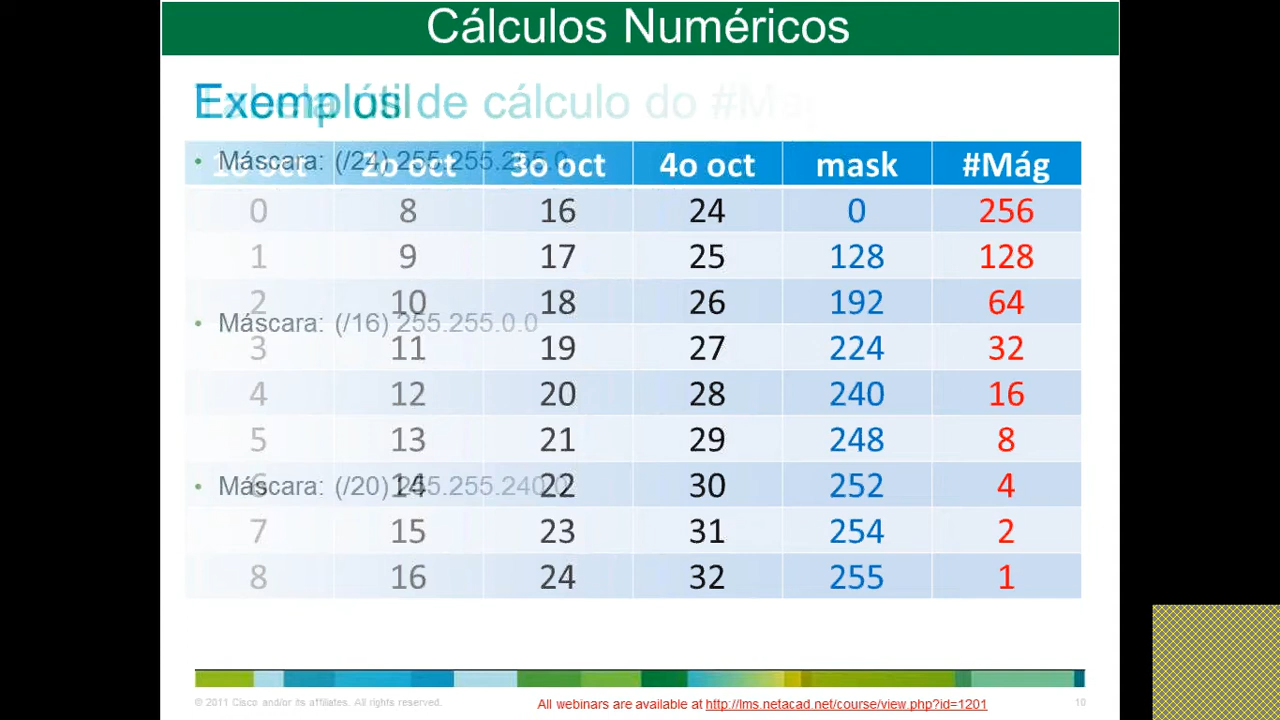 Cálculos Numéricos
Exemplos
Tabela útil de cálculo do #Mág
1o oct 2o oct 3o oct 4o oct mask #Mág
• Máscara: (/24) 255.255.255.0
0 8 16 24 0 256
1 9 17 25 128 128
2 10 18 26 192 64
• Máscara: (/16) 255.255.0.0
3 11 19 27 224 32
4 12 20 28 240 16
5 13 21 29 248 8
6 14 22 30 252 4
• Máscara: (/20) 255.255.240.0
7 15 23 31 254 2
8 16 24 32 255 1
© 2011 Cisco and/or its affiliates. All rights reserved.
All webinars are available at http://lms.netacad.net/course/view.php?id=1201
10